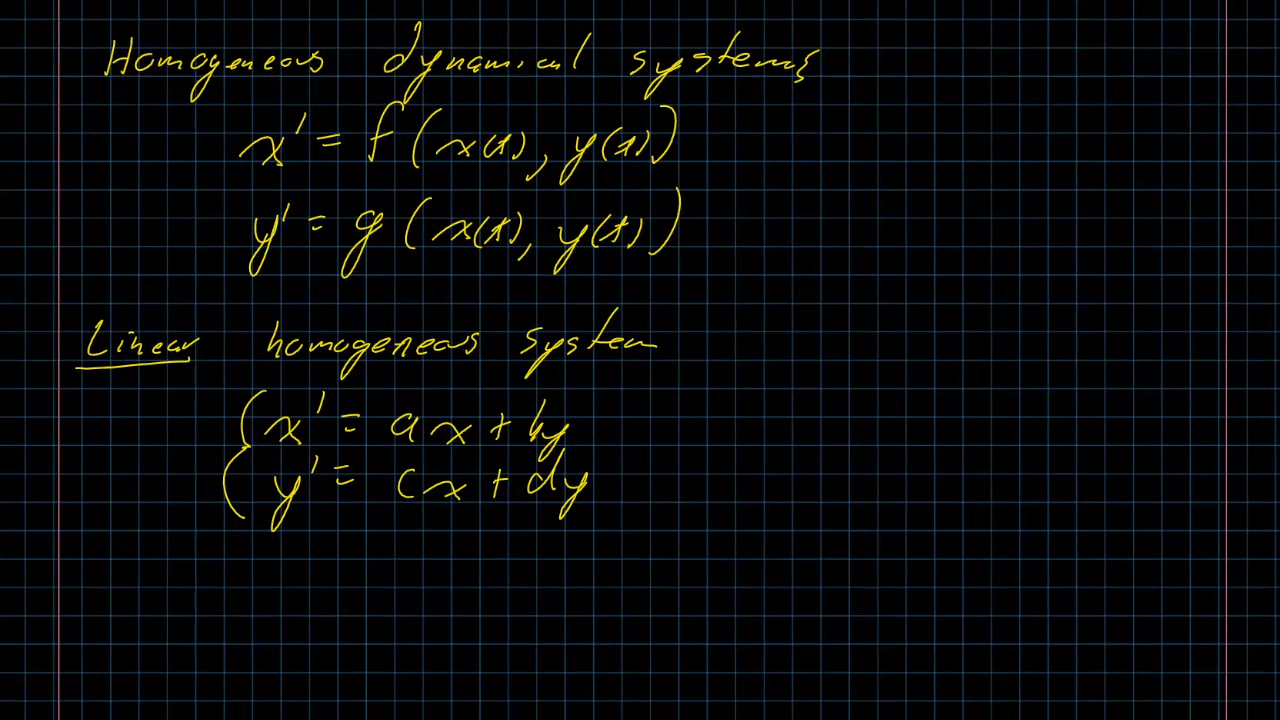 Homogeneous dynamical systems
x' = f(x(t), y(t))
y' = g(x(t), y(t))
Linear homogeneous system
x' = ax + by
y' = cx + dy